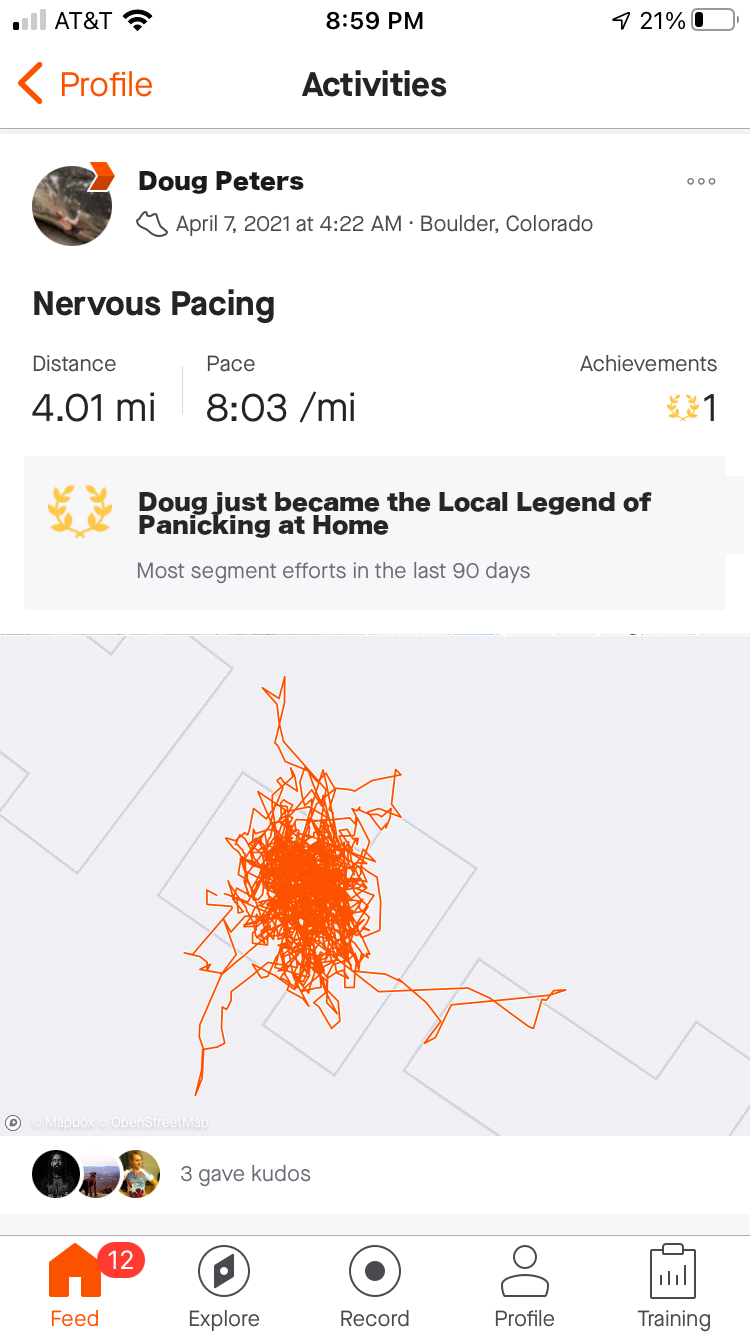 AT&T 8:59 PM 21%
Profile Activities
Doug Peters
April 7, 2021 at 4:22 AM · Boulder, Colorado
Nervous Pacing
Distance Pace Achievements
4.01 mi 8:03 /mi 1
Doug just became the Local Legend of
Panicking at Home
Most segment efforts in the last 90 days
© Mapbox © OpenStreetMap
3 gave kudos
12
Feed Explore Record Profile Training